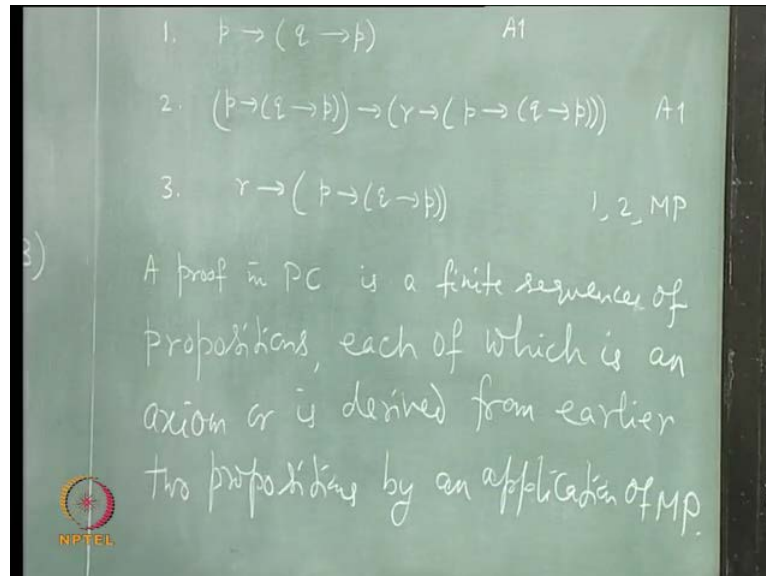 1. p → (q → p) A1
2. (p→(q→p))→(r→(p→(q→p))) A1
3. r→(p→(q→p)) 1, 2, MP
3)
A proof in PC is a finite sequences of
propositions, each of which is an
axiom or is derived from earlier
two propositions by an application of MP.
NPTEL